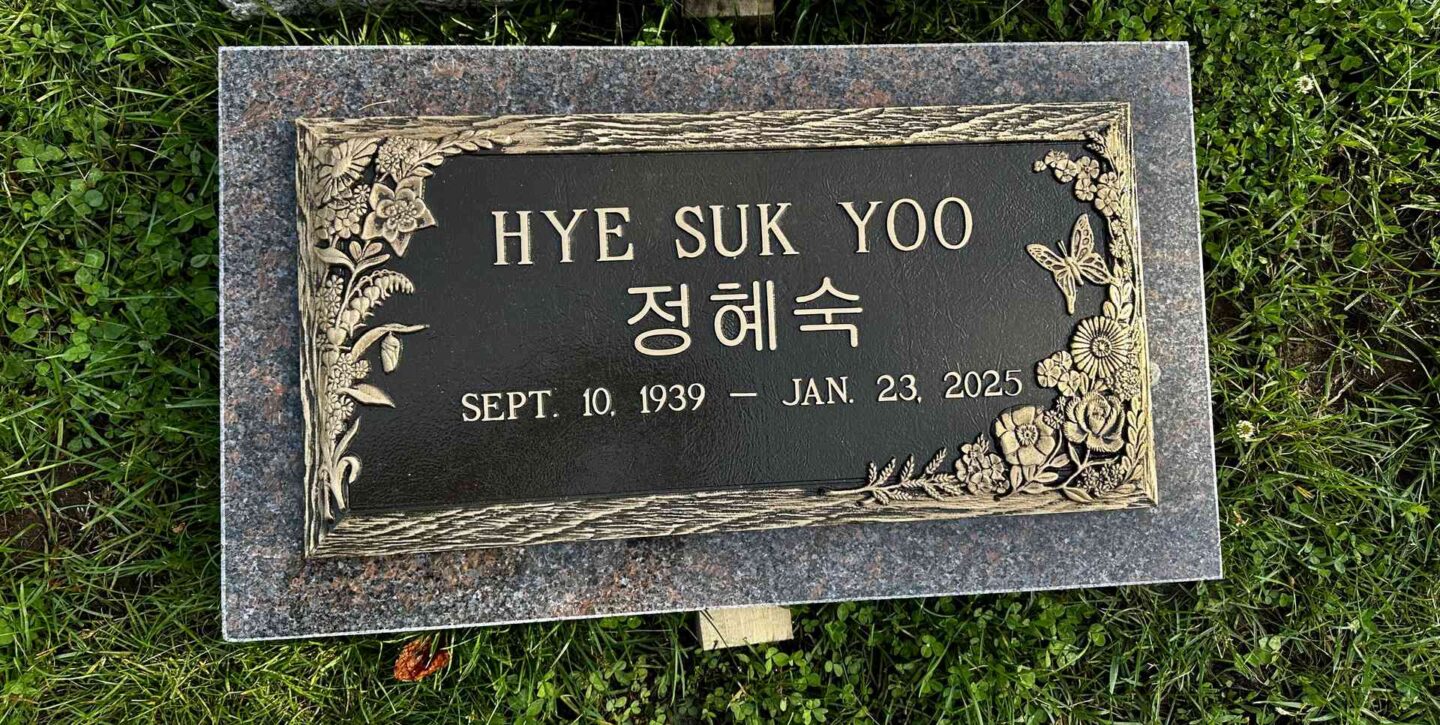 HYE SUK YOO
정혜숙
SEPT. 10, 1939 – JAN. 23, 2025